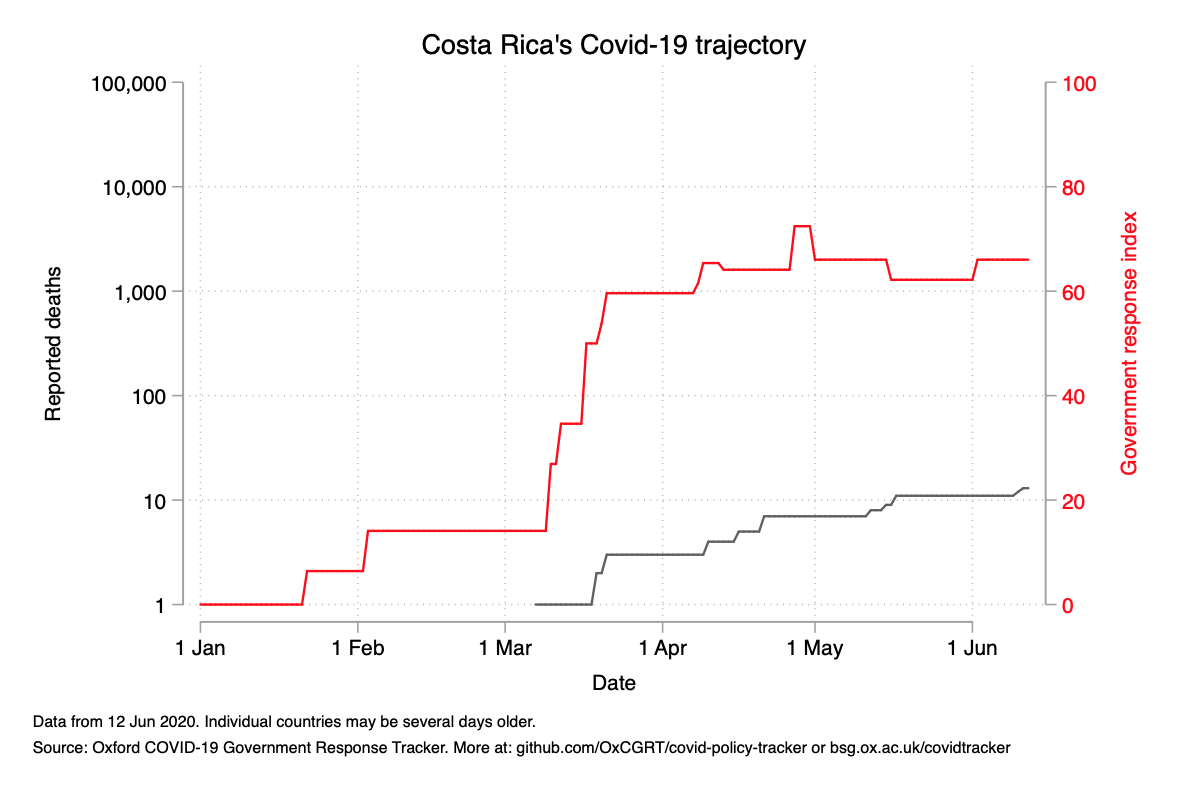 Costa Rica's Covid-19 trajectory
100,000
10,000
1,000
100
10
1
Reported deaths
100
80
60
40
20
0
Government response index
1 Jan
1 Feb
1 Mar
1 Apr
1 May
1 Jun
Date
Data from 12 Jun 2020. Individual countries may be several days older.
Source: Oxford COVID-19 Government Response Tracker. More at: github.com/OxCGRT/covid-policy-tracker or bsg.ox.ac.uk/covidtracker